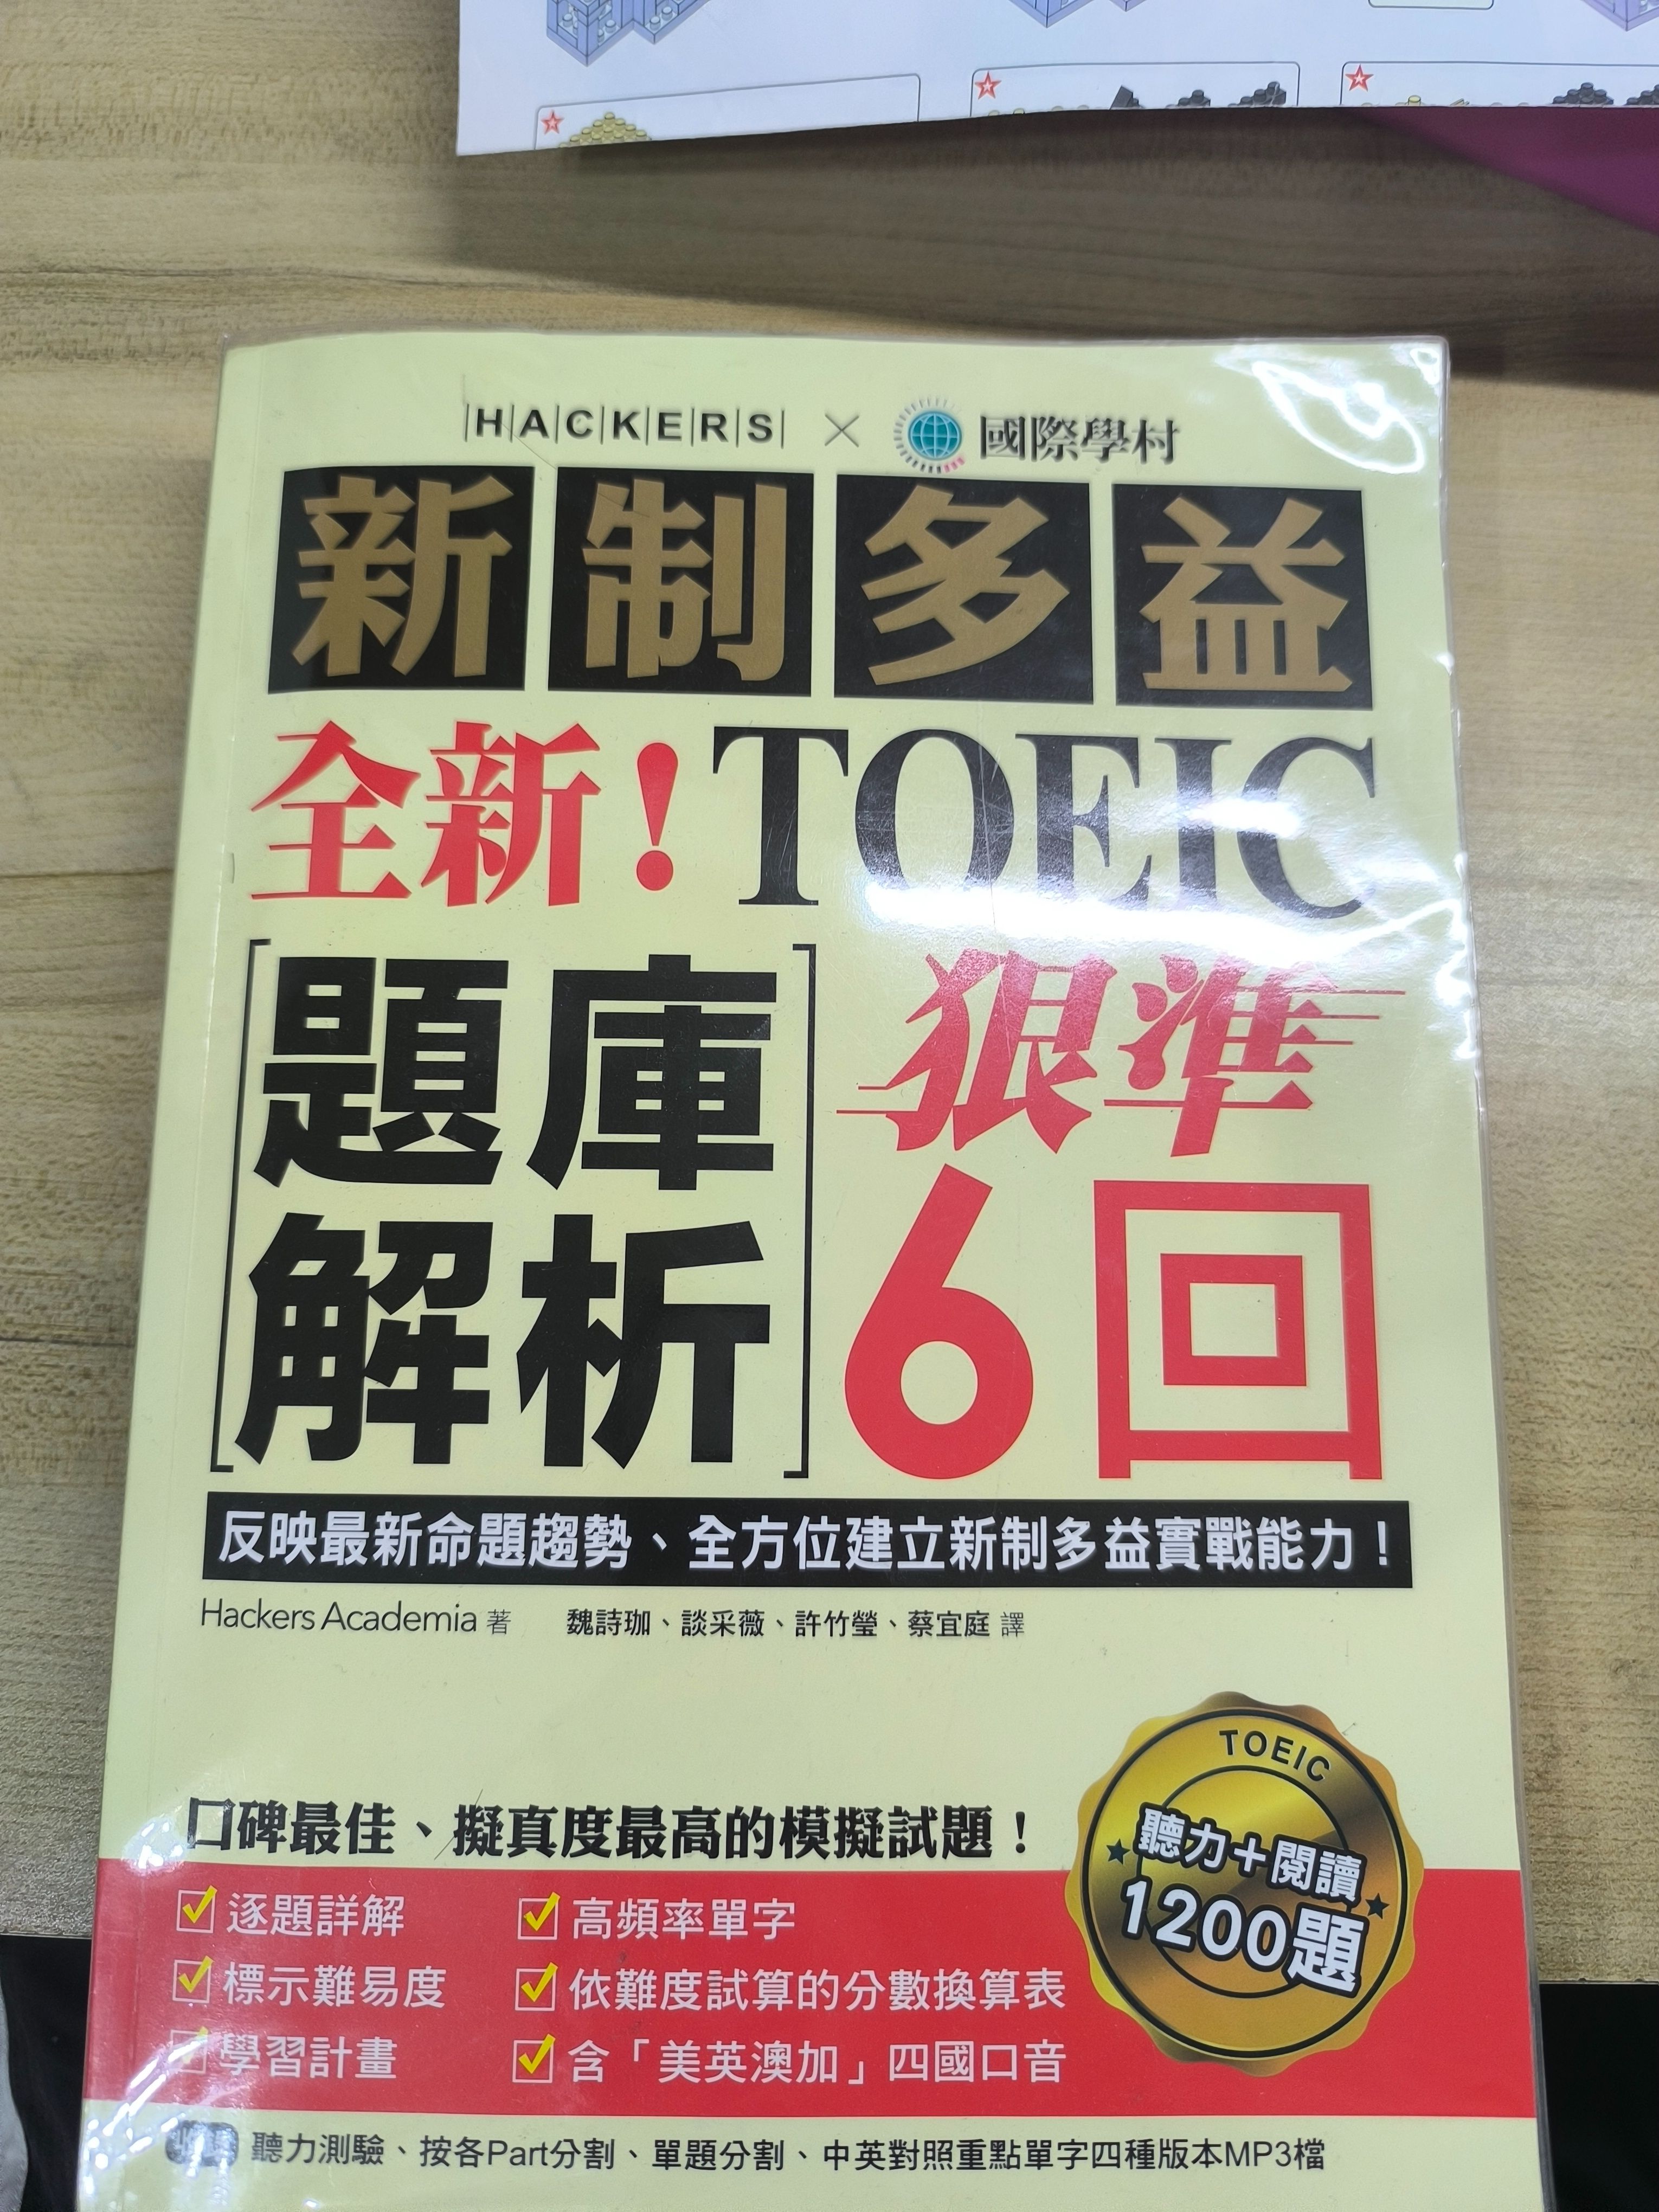 HACKERS × 國際學村
新制多益
全新！TOEIC
題庫
解析
狠準
6回
反映最新命題趨勢、全方位建立新制多益實戰能力！
Hackers Academia 著 魏詩珈、談采薇、許竹瑩、蔡宜庭 譯
口碑最佳、擬真度最高的模擬試題！
TOEIC
聽力＋閱讀
1200題
逐題詳解 高頻率單字
標示難易度 依難度試算的分數換算表
學習計畫 含「美英澳加」四國口音
聽力測驗、按各Part分割、單題分割、中英對照重點單字四種版本MP3檔